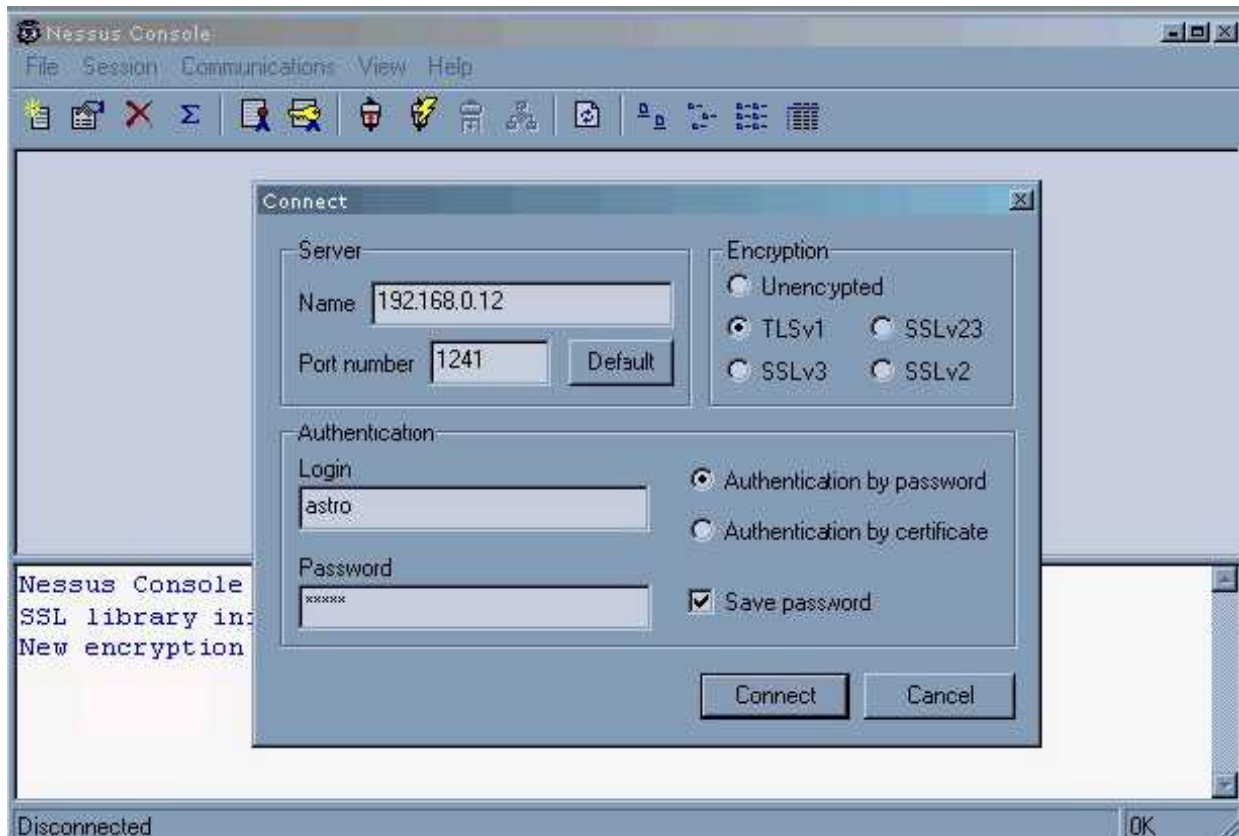 Nessus Console
File Session Communications View Help
Connect
Server
Name 192.168.0.12
Port number 1241 Default
Encryption
Unencypted
TLSv1 SSLv23
SSLv3 SSLv2
Authentication
Login
astro
Password
*****
Authentication by password
Authentication by certificate
Save password
Connect Cancel
Nessus Console
SSL library
New encryption
Disconnected OK